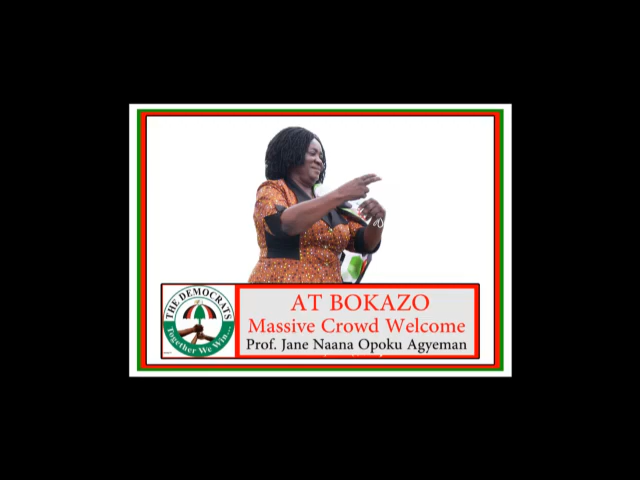 THE DEMOCRATS
Together We Win...
AT BOKAZO
Massive Crowd Welcome
Prof. Jane Naana Opoku Agyeman